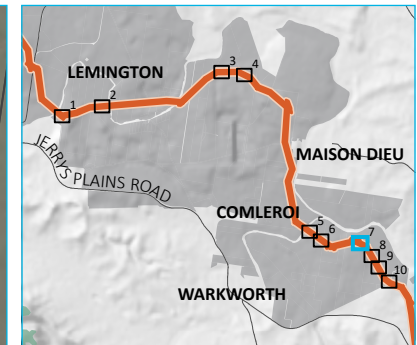 LEMINGTON
3
4
2
1
JERRYS PLAINS ROAD
MAISON DIEU
COMLEROI
5
6
7
8
9
10
WARKWORTH